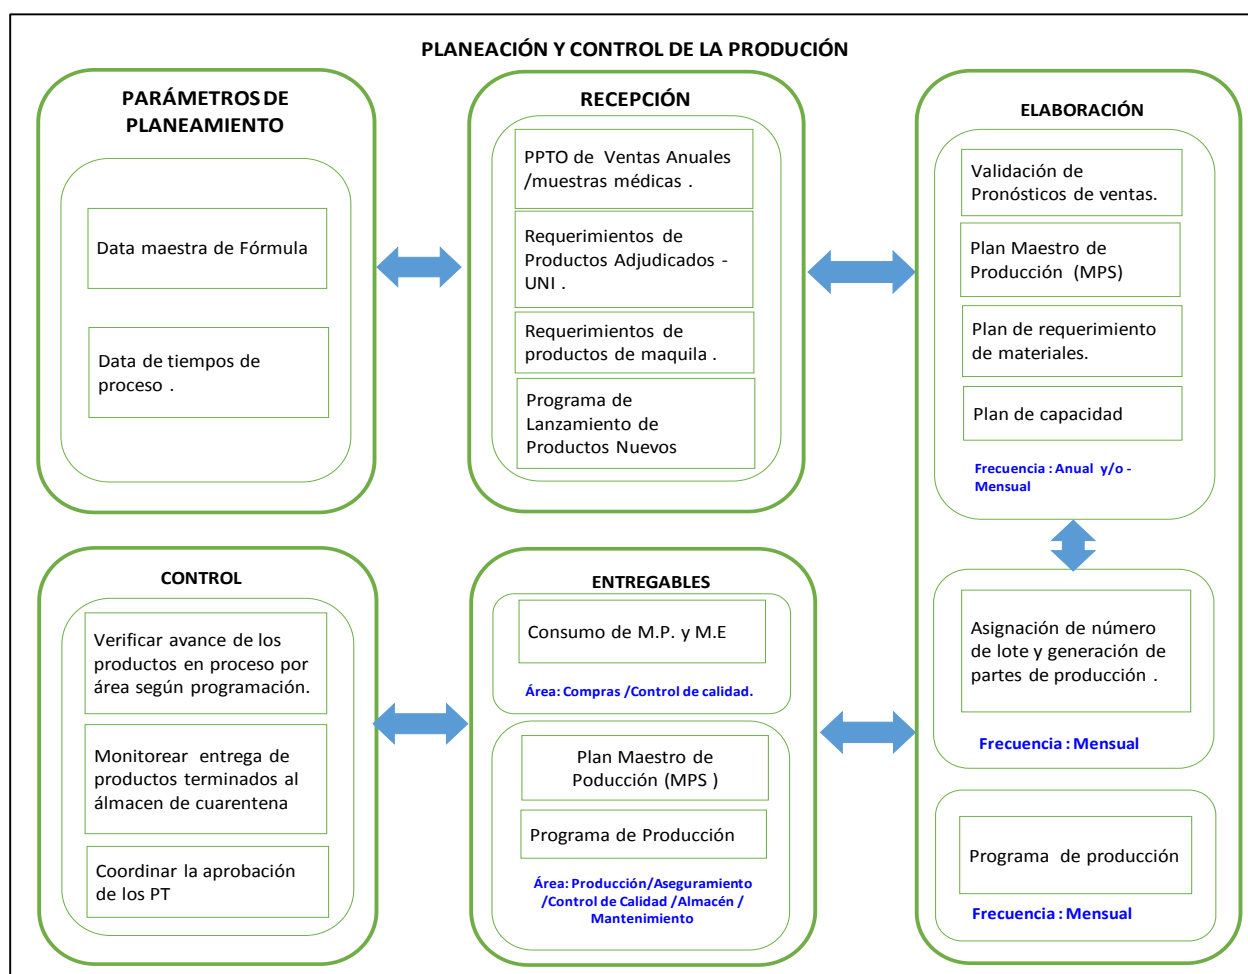 PLANEACIÓN Y CONTROL DE LA PRODUCIÓN
PARÁMETROS DE
PLANEAMIENTO
Data maestra de Fórmula
Data de tiempos de
proceso .
RECEPCIÓN
PPTO de Ventas Anuales
/muestras médicas .
Requerimientos de
Productos Adjudicados -
UNI .
Requerimientos de
productos de maquila .
Programa de
Lanzamiento de
Productos Nuevos
ELABORACIÓN
Validación de
Pronósticos de ventas.
Plan Maestro de
Producción (MPS)
Plan de requerimiento
de materiales.
Plan de capacidad
Frecuencia : Anual y/o -
Mensual
Asignación de número
de lote y generación de
partes de producción .
Frecuencia : Mensual
Programa de producción
Frecuencia : Mensual
ENTREGABLES
Consumo de M.P. y M.E
Área: Compras /Control de calidad.
Plan Maestro de
Poducción (MPS )
Programa de Producción
Área: Producción/Aseguramiento
/Control de Calidad /Almacén /
Mantenimiento
CONTROL
Verificar avance de los
productos en proceso por
área según programación.
Monitorear entrega de
productos terminados al
álmacen de cuarentena
Coordinar la aprobación
de los PT